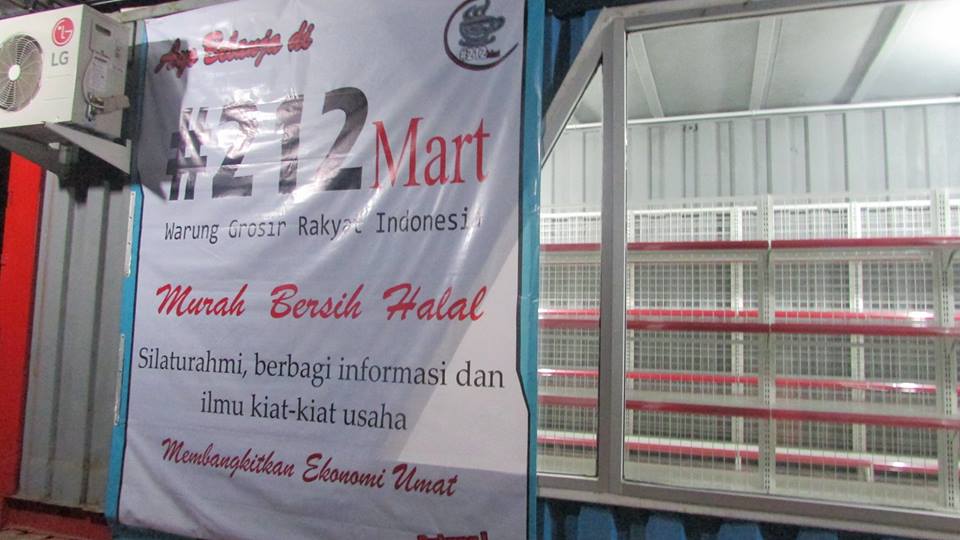 LG
Ayo Belanja di
#212 Mart
Warung Grosir Rakyat Indonesia
Murah Bersih Halal
Silaturahmi, berbagi informasi dan
ilmu kiat-kiat usaha
Membangkitkan Ekonomi Umat